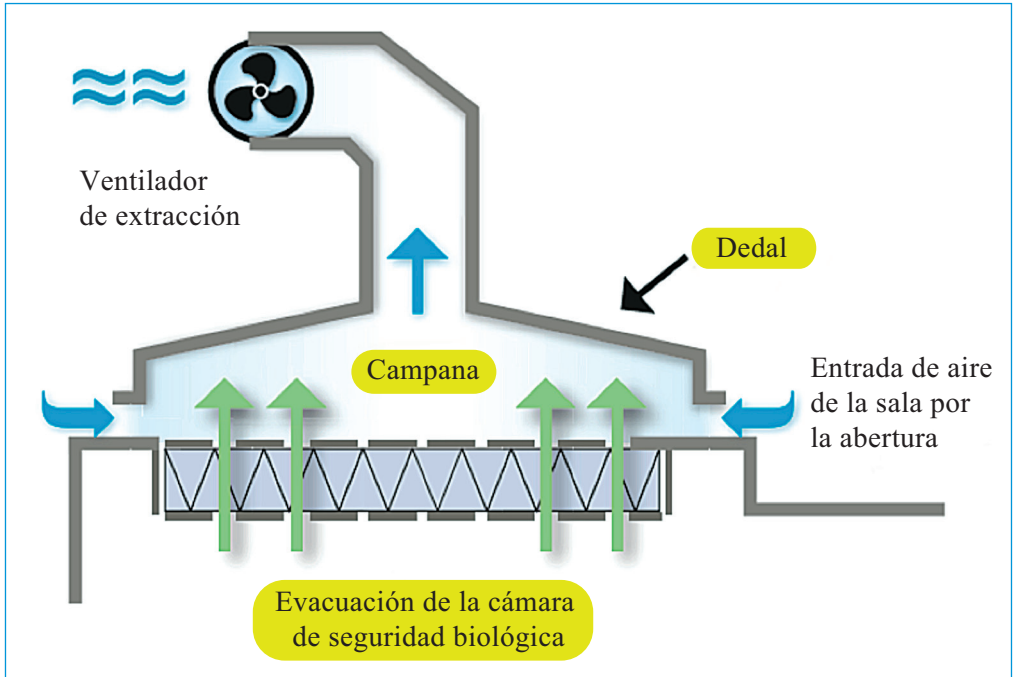 Ventilador
de extracción
Dedal
Campana
Entrada de aire
de la sala por
la abertura
Evacuación de la cámara
de seguridad biológica